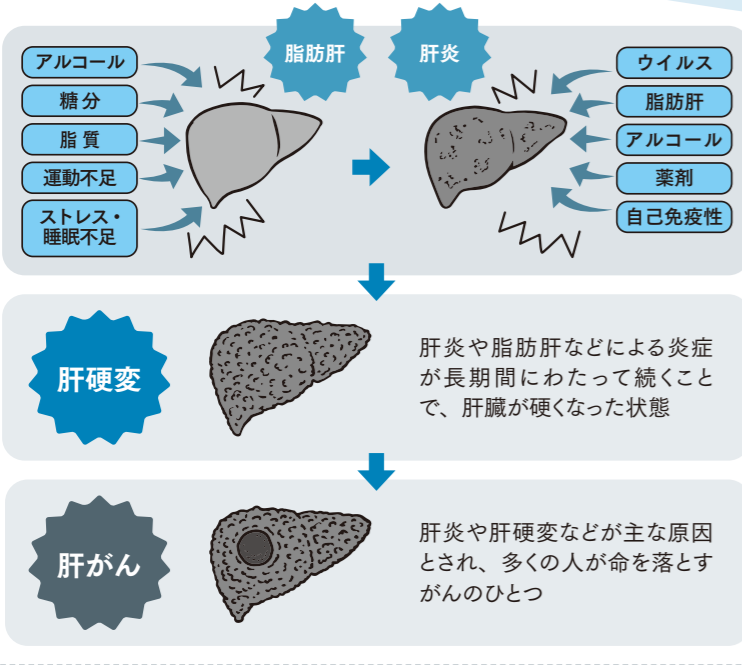 脂肪肝
肝炎
アルコール
糖分
脂質
運動不足
ストレス・
睡眠不足
ウイルス
脂肪肝
アルコール
薬剤
自己免疫性
肝硬変
肝炎や脂肪肝などによる炎症
が長期間にわたって続くこと
で、肝臓が硬くなった状態
肝がん
肝炎や肝硬変などが主な原因
とされ、多くの人が命を落とす
がんのひとつ